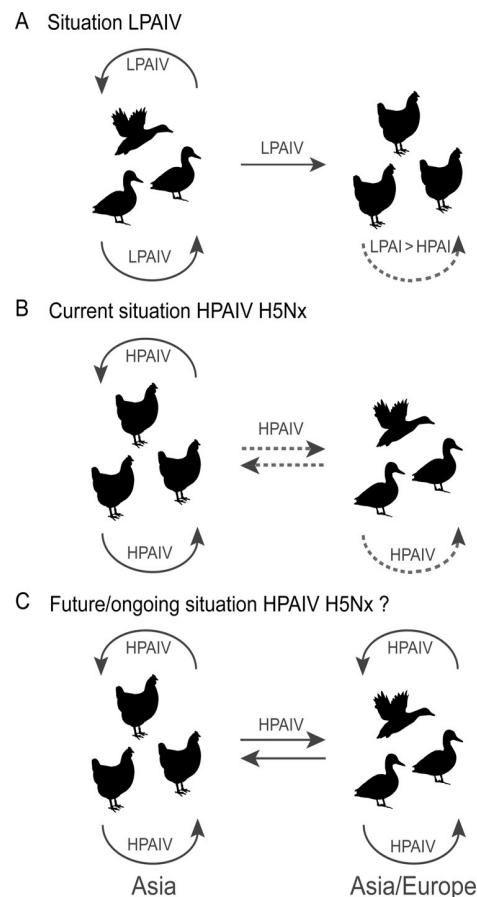 A Situation LPAIV
LPAIV
LPAIV
LPAIV
LPAI > HPAI
B Current situation HPAIV H5Nx
HPAIV
HPAIV
HPAIV
HPAIV
C Future/ongoing situation HPAIV H5Nx ?
HPAIV HPAIV
HPAIV
HPAIV HPAIV
Asia Asia/Europe